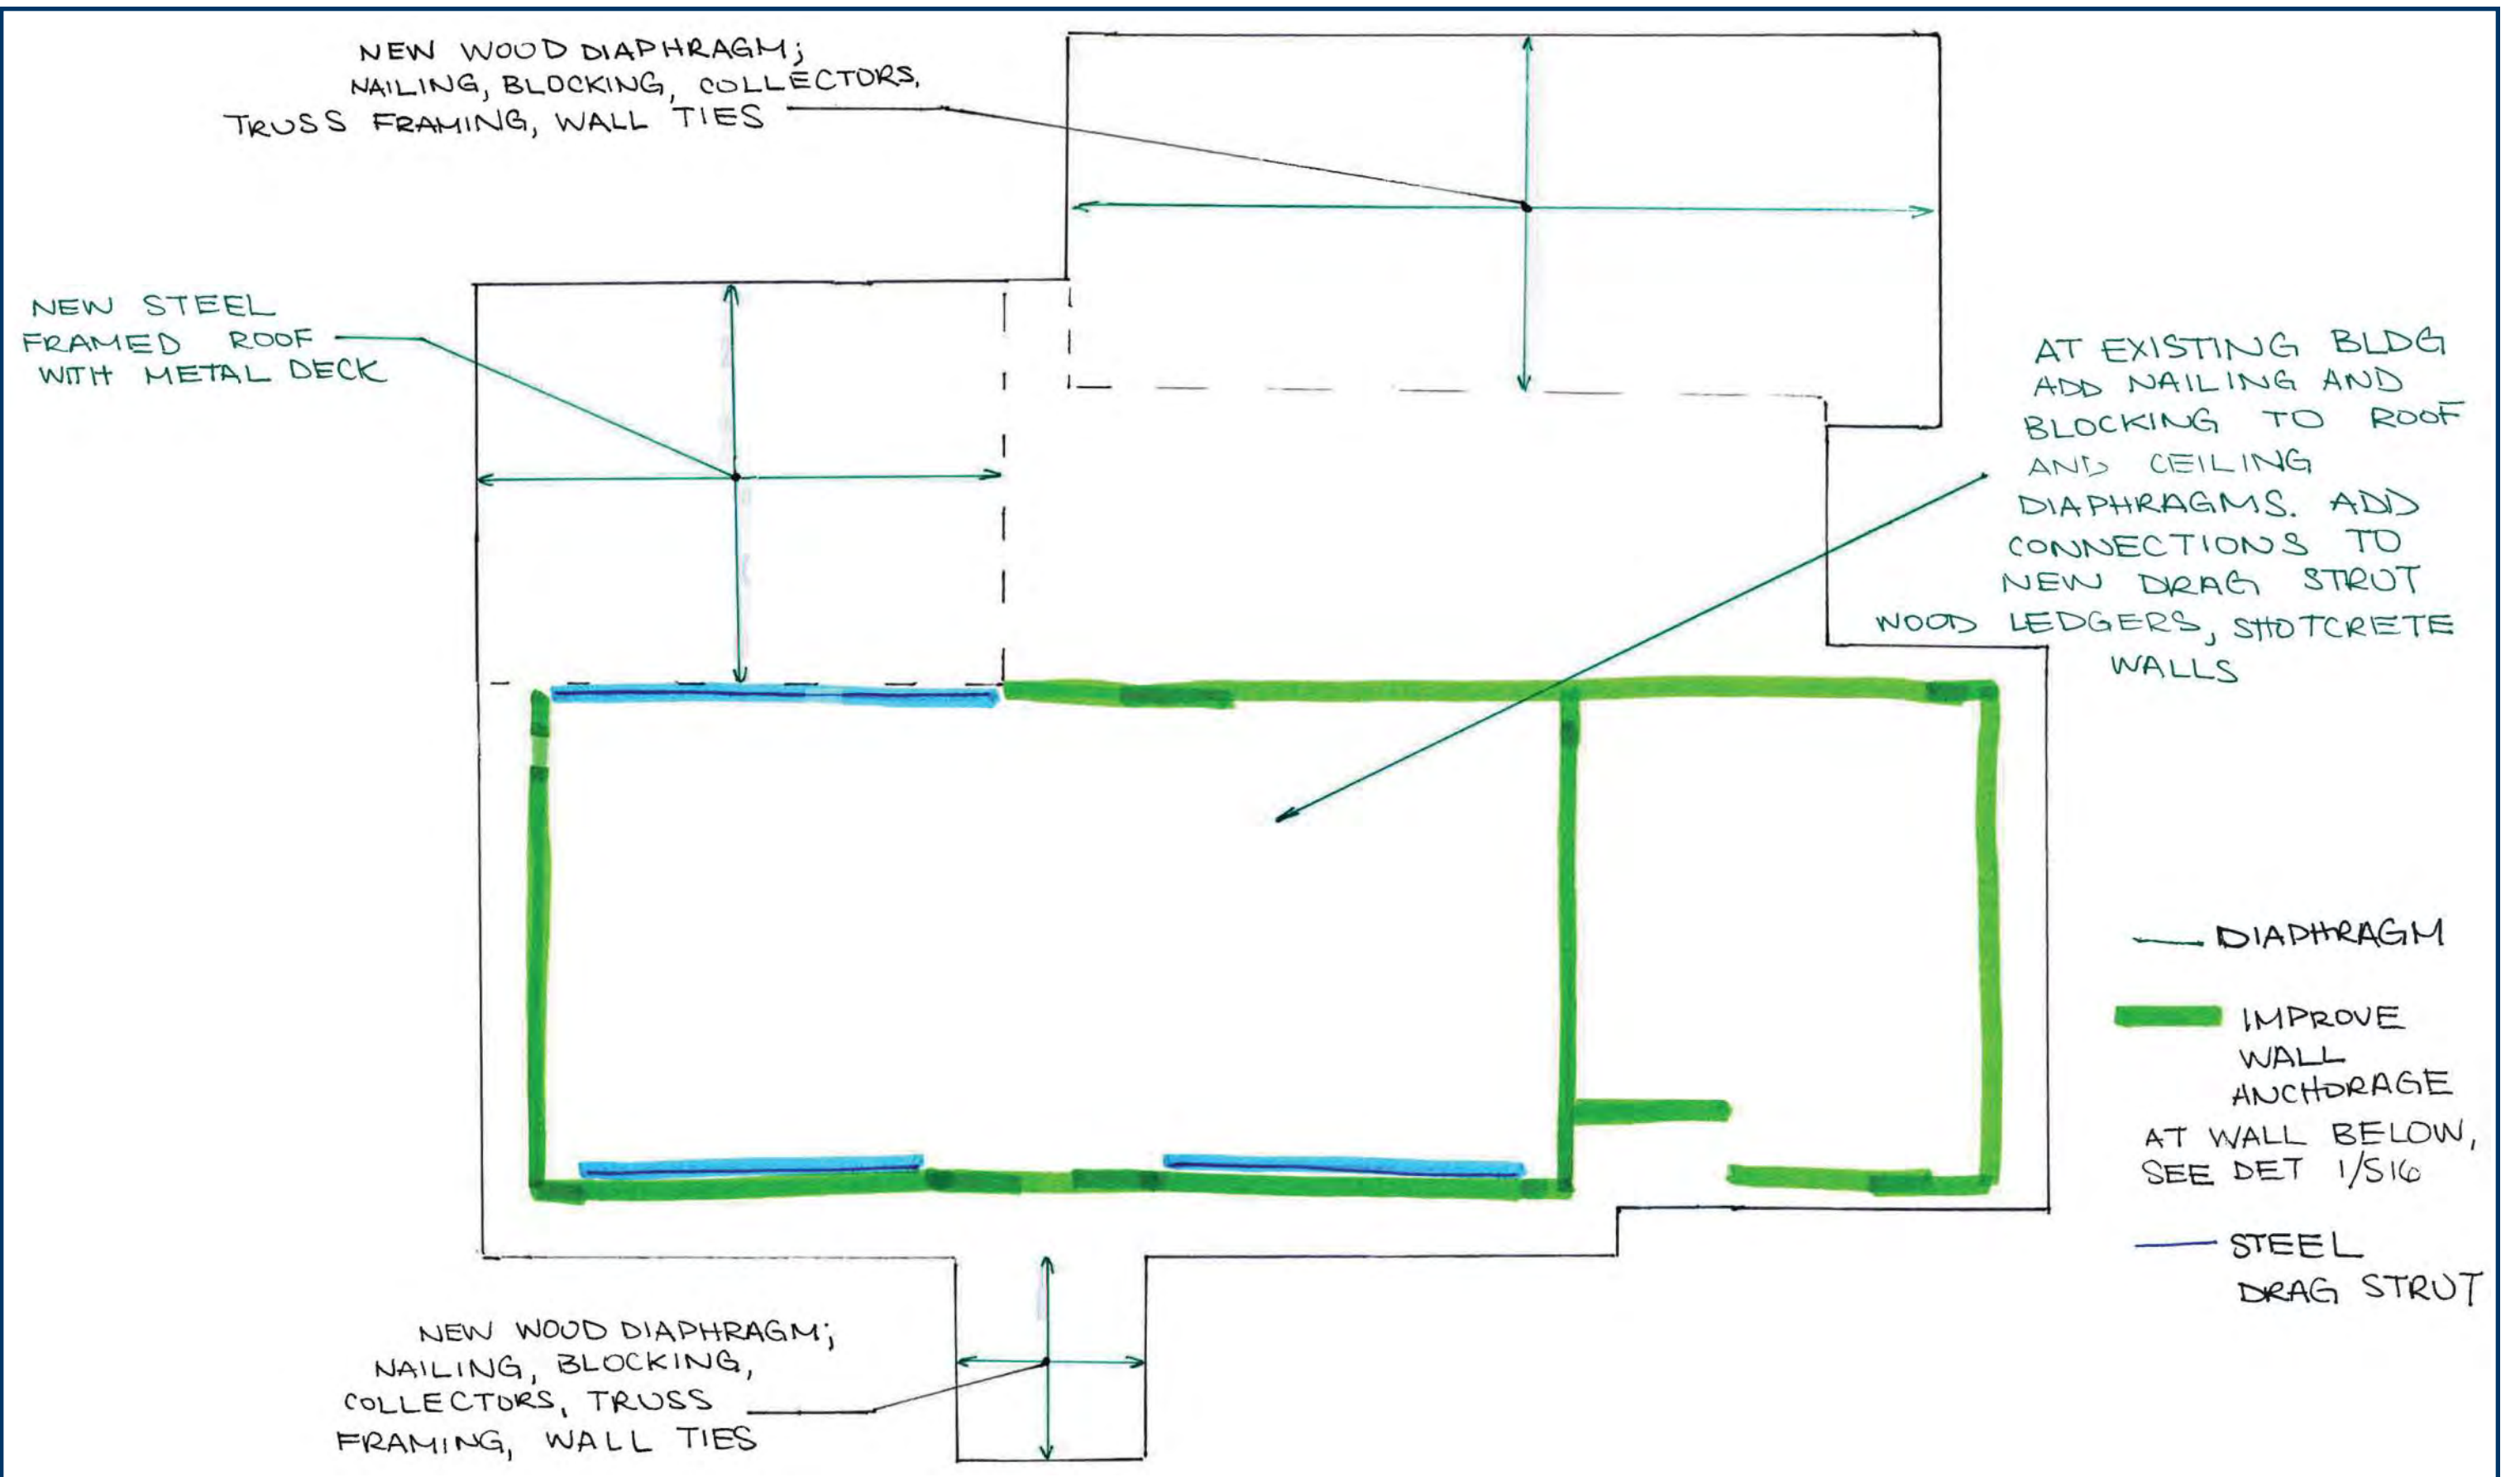 NEW WOOD DIAPHRAGM;
NAILING, BLOCKING, COLLECTORS,
TRUSS FRAMING, WALL TIES
NEW STEEL
FRAMED ROOF
WITH METAL DECK
AT EXISTING BLDG
ADD NAILING AND
BLOCKING TO ROOF
AND CEILING
DIAPHRAGMS. ADD
CONNECTIONS TO
NEW DRAG STRUT
WOOD LEDGERS, SHOTCRETE
WALLS
DIAPHRAGM
IMPROVE
WALL
ANCHORAGE
AT WALL BELOW,
SEE DET 1/S16
STEEL
DRAG STRUT
NEW WOOD DIAPHRAGM;
NAILING, BLOCKING,
COLLECTORS, TRUSS
FRAMING, WALL TIES